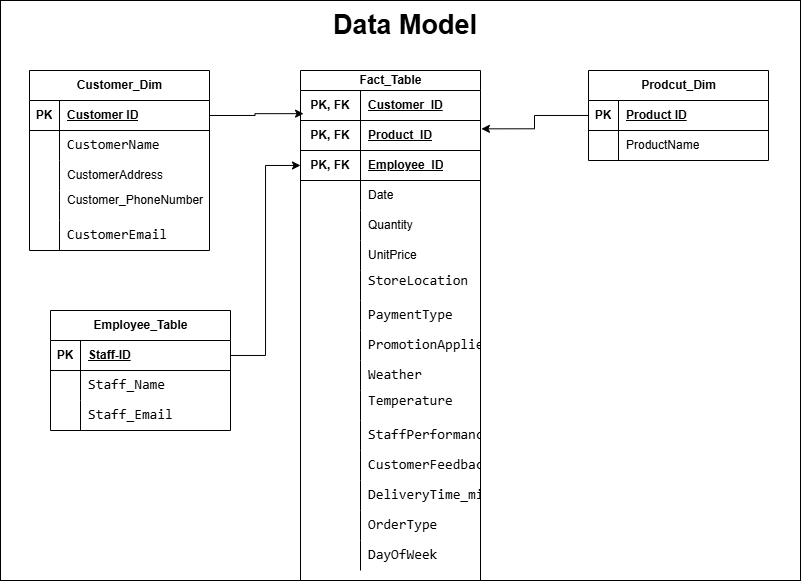 Data Model
Customer_Dim
PK Customer ID
CustomerName
CustomerAddress
Customer_PhoneNumber
CustomerEmail
Employee_Table
PK Staff-ID
Staff_Name
Staff_Email
Fact_Table
PK, FK Customer_ID
PK, FK Product_ID
PK, FK Employee_ID
Date
Quantity
UnitPrice
StoreLocation
PaymentType
PromotionApplie
Weather
Temperature
StaffPerformanc
CustomerFeedbac
DeliveryTime_mi
OrderType
DayOfWeek
Prodcut_Dim
PK Product ID
ProductName